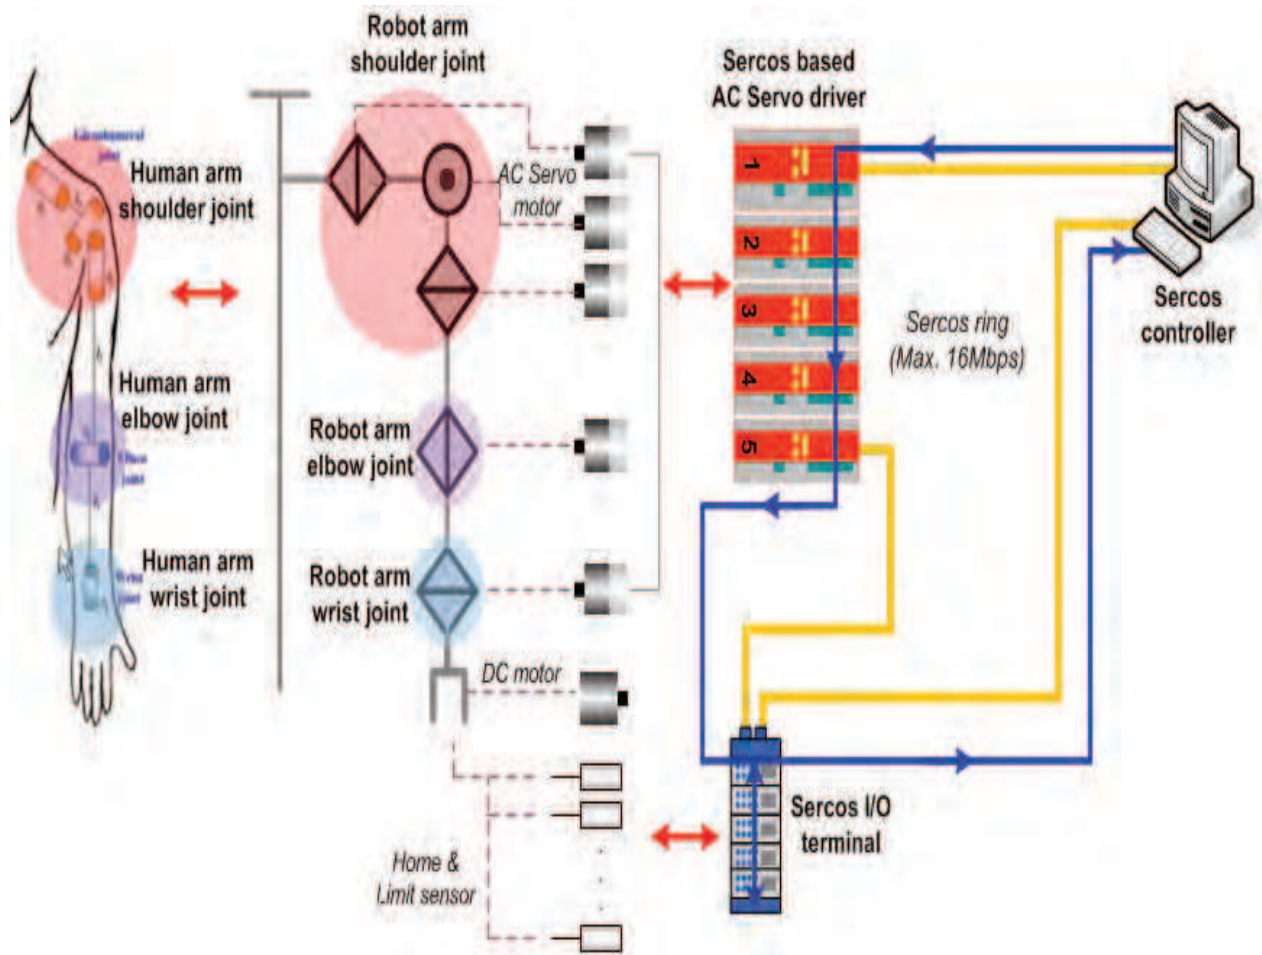 Robot arm
shoulder joint
Sercos based
AC Servo driver
joint
Human arm
shoulder joint
AC Servo
motor
1
2
3
4
5
Sercos ring
(Max. 16Mbps)
Sercos
controller
Human arm
elbow joint
joint
Robot arm
elbow joint
Human arm
wrist joint
Robot arm
wrist joint
DC motor
Home &
Limit sensor
Sercos I/O
terminal